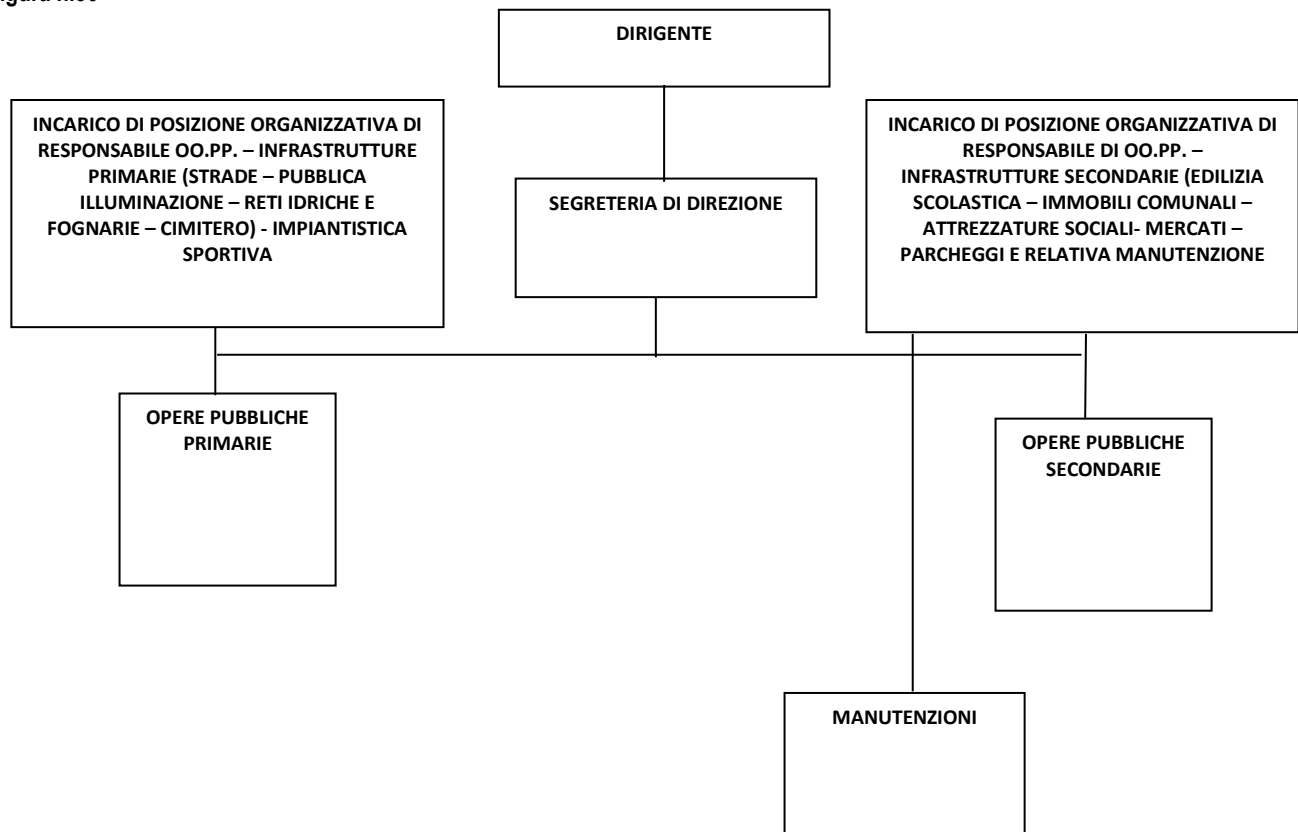 DIRIGENTE
INCARICO DI POSIZIONE ORGANIZZATIVA DI
RESPONSABILE OO.PP. – INFRASTRUTTURE
PRIMARIE (STRADE – PUBBLICA
ILLUMINAZIONE – RETI IDRICHE E
FOGNARIE – CIMITERO) - IMPIANTISTICA
SPORTIVA
SEGRETERIA DI DIREZIONE
INCARICO DI POSIZIONE ORGANIZZATIVA DI
RESPONSABILE DI OO.PP. –
INFRASTRUTTURE SECONDARIE (EDILIZIA
SCOLASTICA – IMMOBILI COMUNALI –
ATTREZZATURE SOCIALI- MERCATI –
PARCHEGGI E RELATIVA MANUTENZIONE
OPERE PUBBLICHE
PRIMARIE
OPERE PUBBLICHE
SECONDARIE
MANUTENZIONI